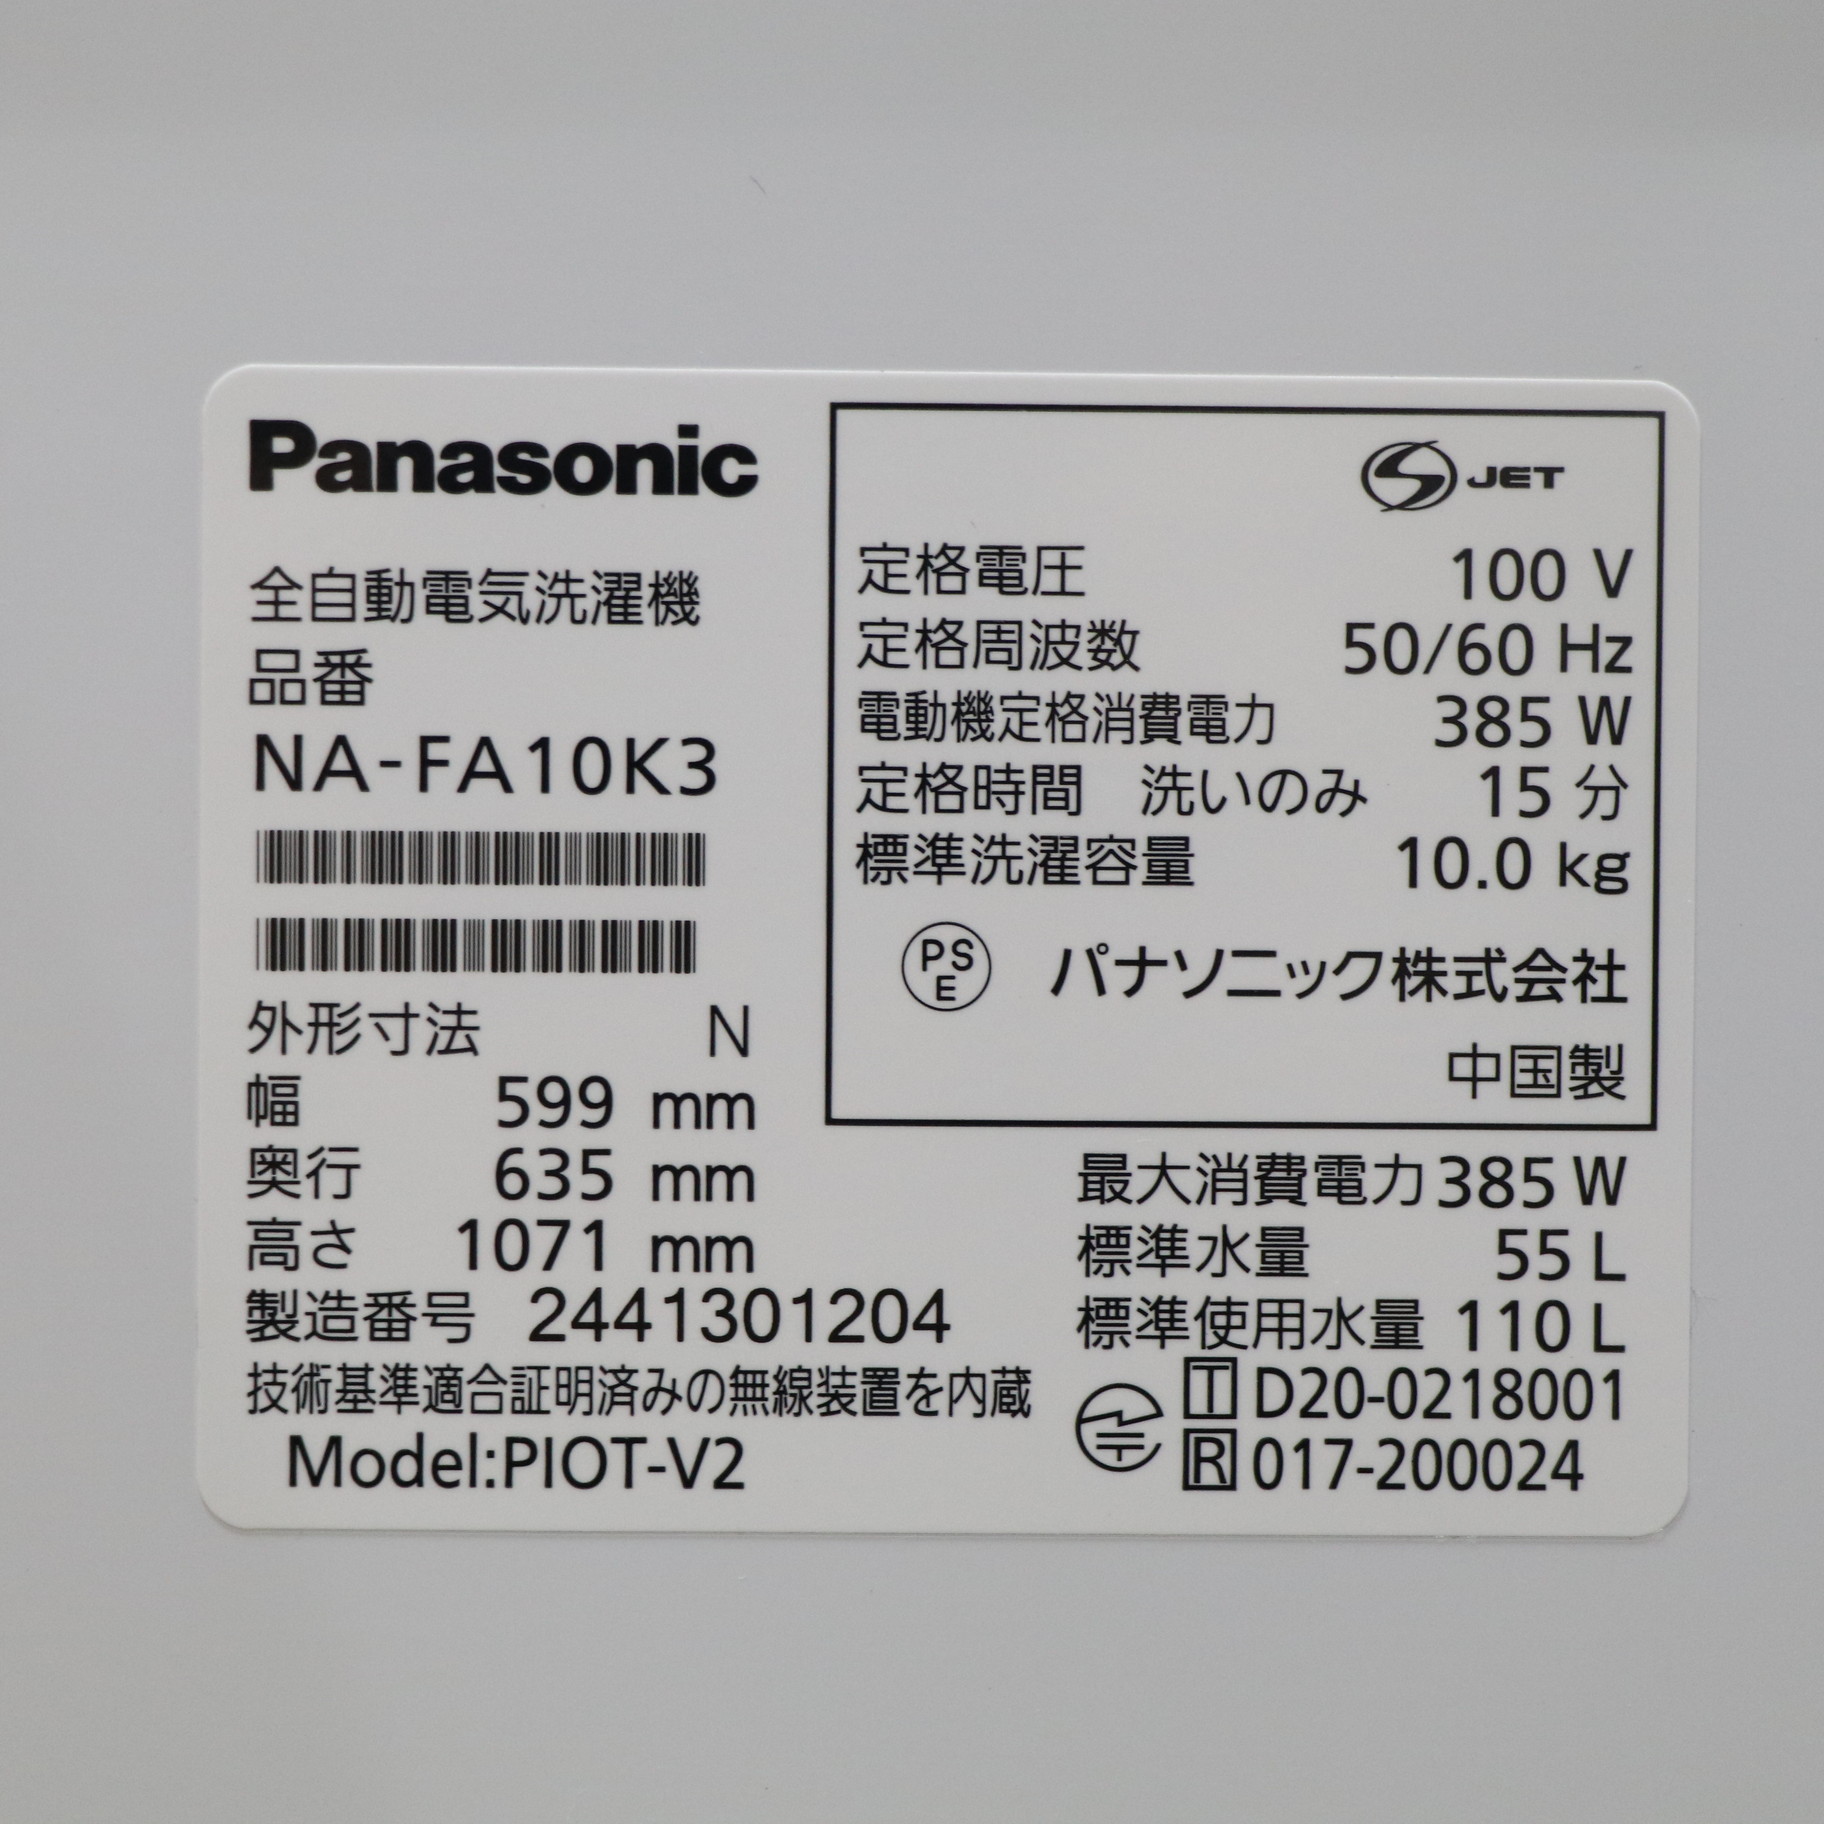 Panasonic
全自動電気洗濯機
品番
NA-FA10K3
外形寸法 N
幅 599 mm
奥行 635 mm
高さ 1071 mm
製造番号 2441301204
技術基準適合証明済みの無線装置を内蔵
Model:PIOT-V2
S JET
定格電圧 100 V
定格周波数 50/60 Hz
電動機定格消費電力 385 W
定格時間 洗いのみ 15 分
標準洗濯容量 10.0 kg
PS
E
パナソニック株式会社
中国製
最大消費電力 385 W
標準水量 55 L
標準使用水量 110 L
T D20-0218001
R 017-200024